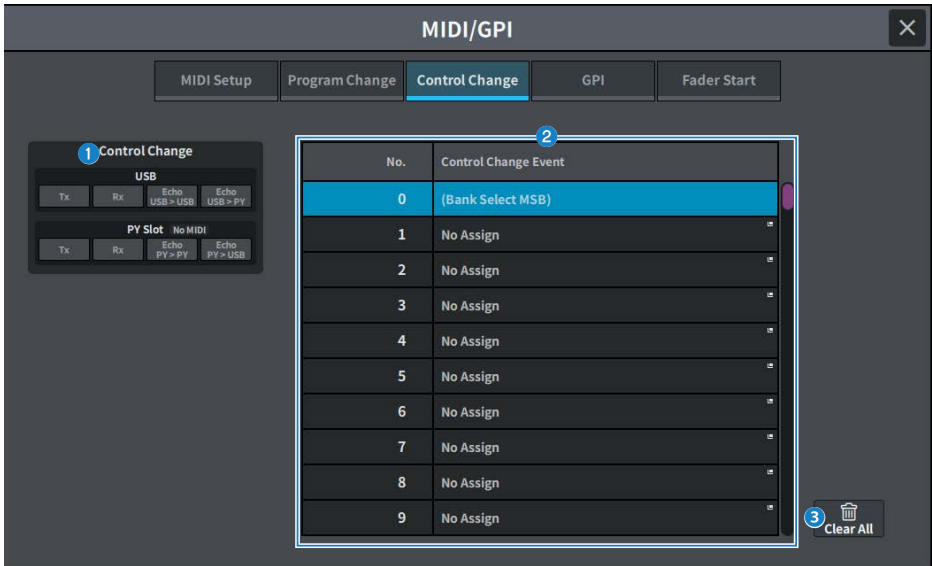 MIDI/GPI
MIDI Setup Program Change Control Change GPI Fader Start
1 Control Change
USB
Tx Rx Echo USB > USB Echo USB > PY
PY Slot No MIDI
Tx Rx Echo PY > PY Echo PY > USB
2
No. Control Change Event
0 (Bank Select MSB)
1 No Assign
2 No Assign
3 No Assign
4 No Assign
5 No Assign
6 No Assign
7 No Assign
8 No Assign
9 No Assign
3 Clear All